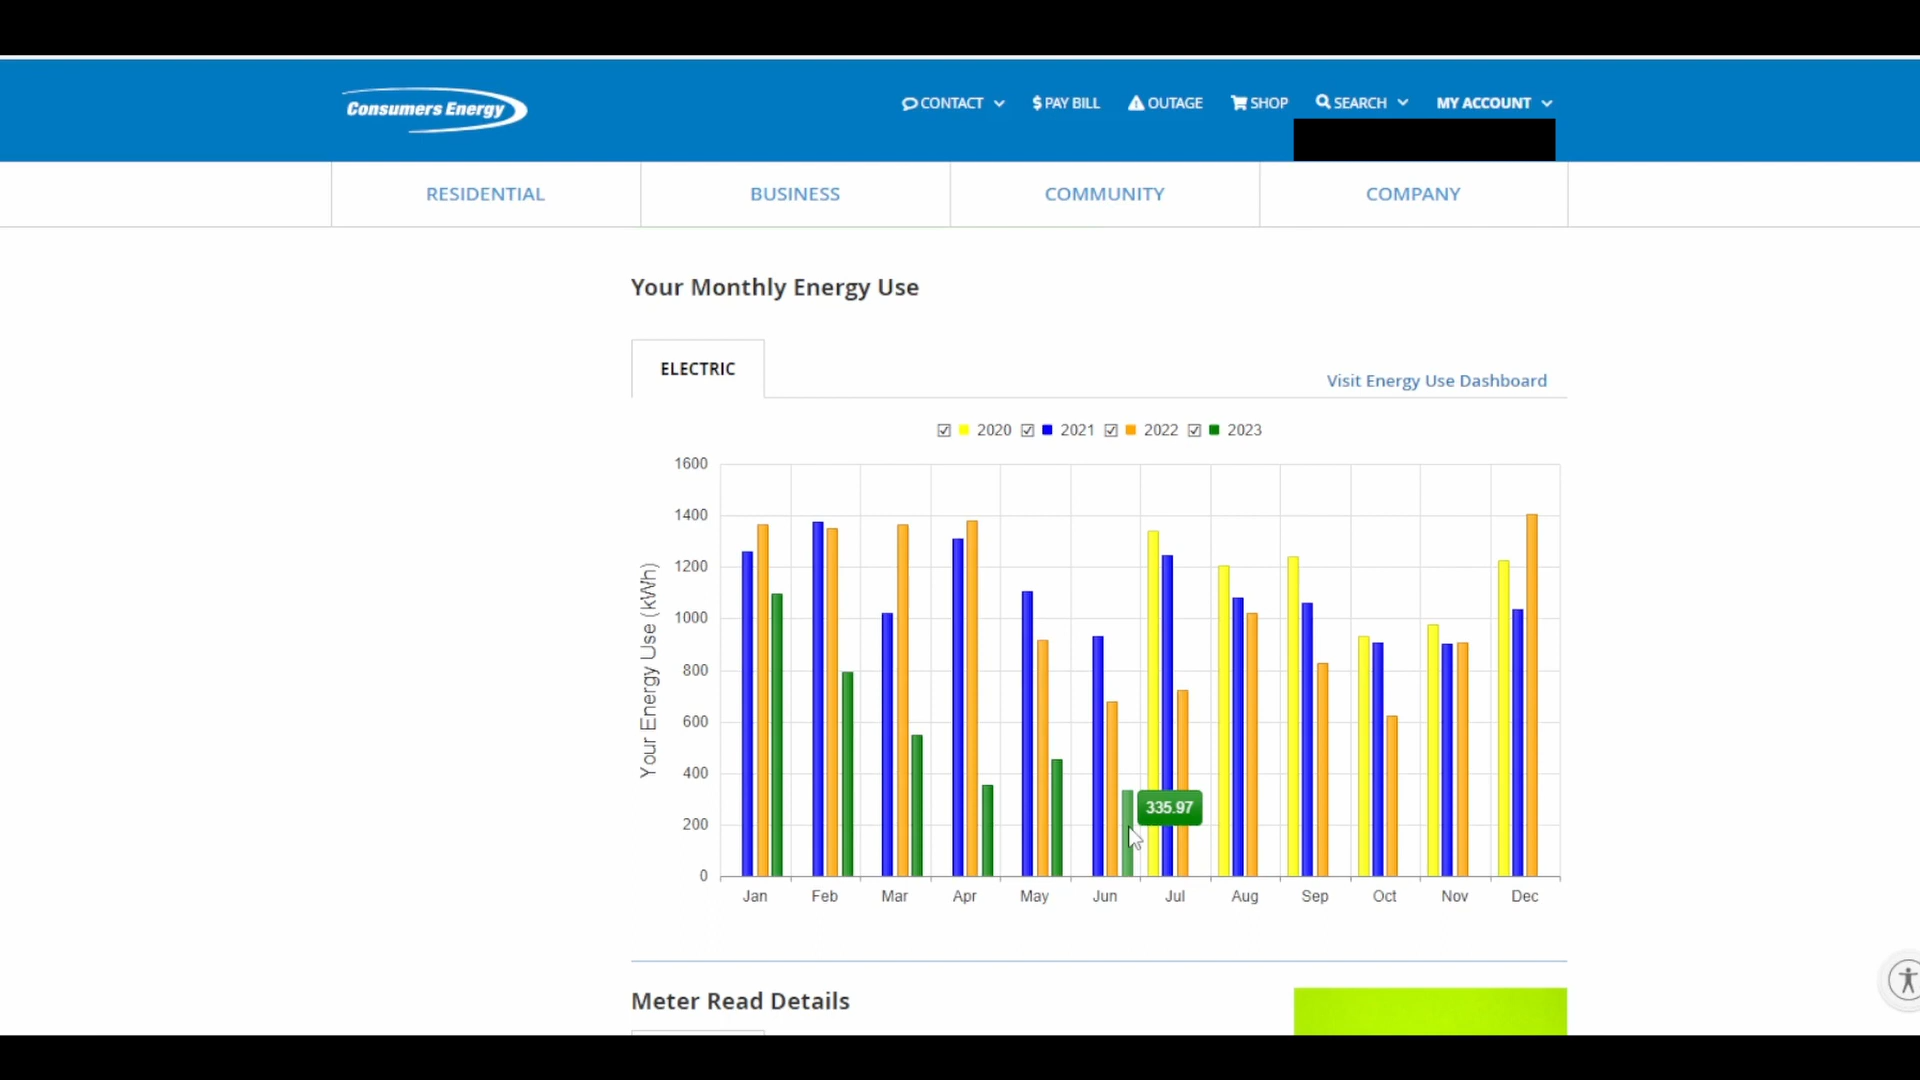 Consumers Energy
CONTACT
$ PAY BILL
OUTAGE
SHOP
SEARCH
MY ACCOUNT
RESIDENTIAL
BUSINESS
COMMUNITY
COMPANY
Your Monthly Energy Use
ELECTRIC
Visit Energy Use Dashboard
2020 2021 2022 2023
Your Energy Use (kWh)
1600
1400
1200
1000
800
600
400
200
0
335.97
Jan Feb Mar Apr May Jun Jul Aug Sep Oct Nov Dec
Meter Read Details